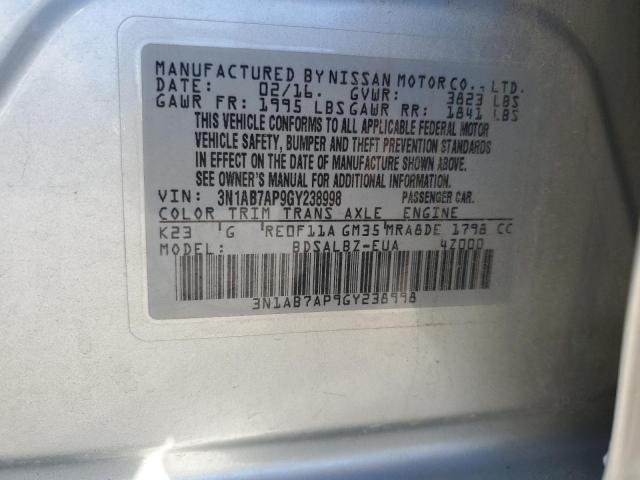 MANUFACTURED BY NISSAN MOTOR CO., LTD.
DATE: 02/16. GVWR: 3823 LBS
GAWR FR: 1995 LBS GAWR RR: 1841 LBS
THIS VEHICLE CONFORMS TO ALL APPLICABLE FEDERAL MOTOR
VEHICLE SAFETY, BUMPER AND THEFT PREVENTION STANDARDS
IN EFFECT ON THE DATE OF MANUFACTURE SHOWN ABOVE.
SEE OWNER'S MANUAL FOR ADDITIONAL INFORMATION.
VIN: 3N1AB7AP9GY238998 PASSENGER CAR
COLOR TRIM TRANS AXLE ENGINE
K23 'G 'RE0F11A GM35 MRA8DE 1798 CC
MODEL: BDSALBZ-EUA 4Z000
3N1AB7AP9GY238998